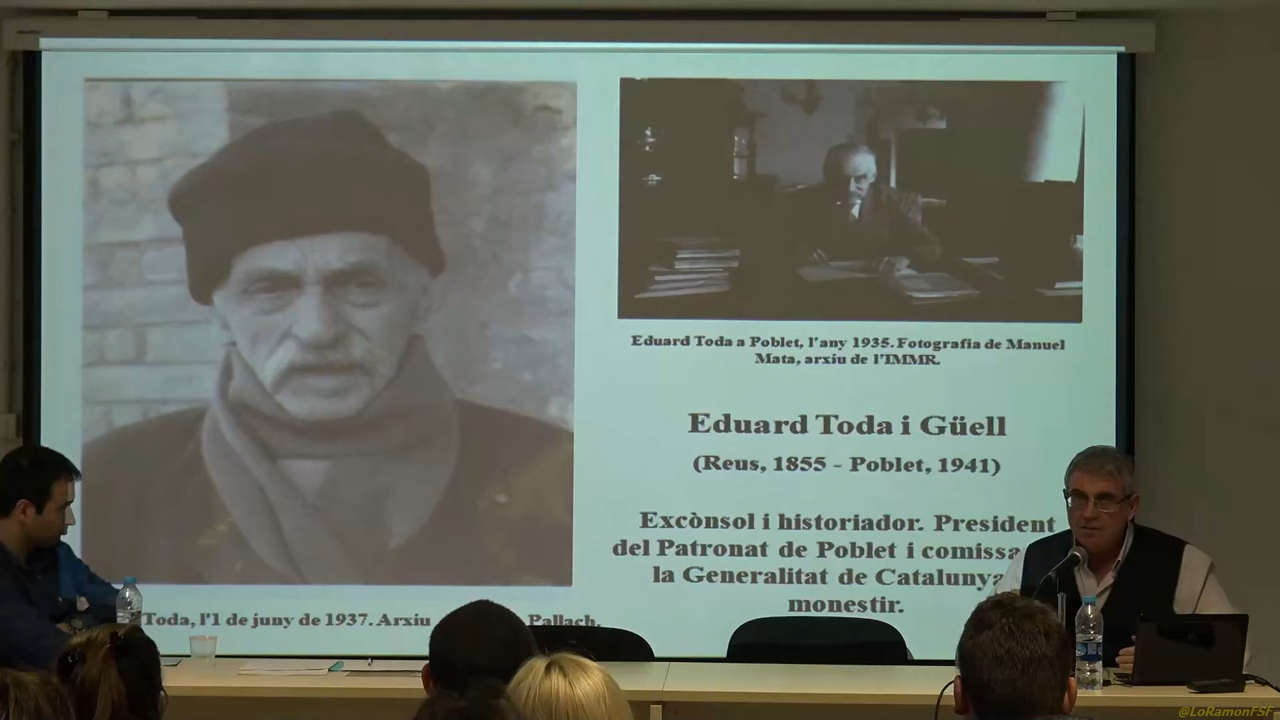 Eduard Toda a Poblet, l'any 1935. Fotografia de Manuel
Mata, arxiu de l'IMMR.
Eduard Toda i Güell
(Reus, 1855 - Poblet, 1941)
Excònsol i historiador. President
del Patronat de Poblet i
la Generalitat de Catalunya
monestir.
Toda, l'1 de juny de 1937. Arxiu Pallach.
@LoRamonFSF